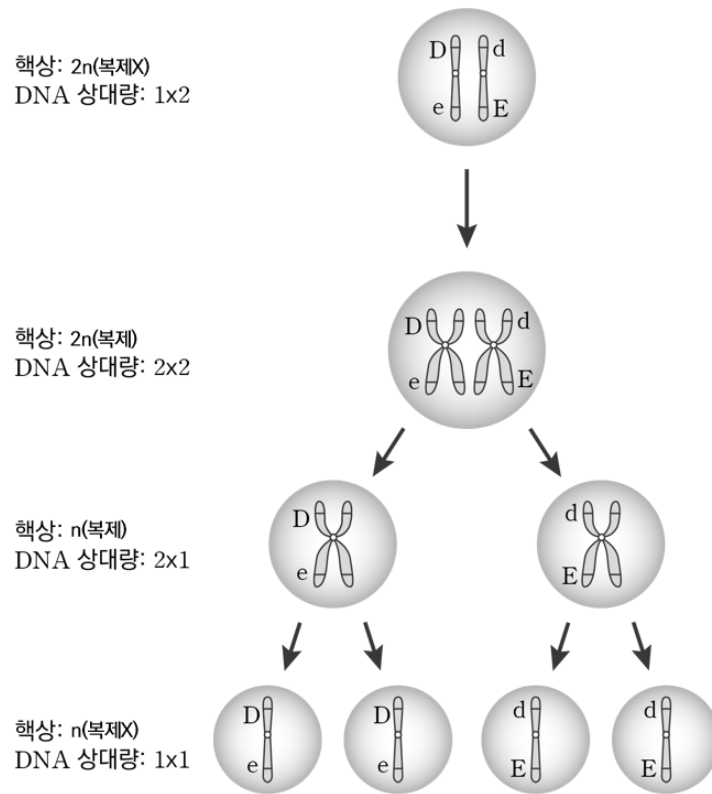 핵상: 2n(복제X)
DNA 상대량: 1x2
D d
e E
핵상: 2n(복제)
DNA 상대량: 2x2
D d
e E
핵상: n(복제)
DNA 상대량: 2x1
D d
e E
핵상: n(복제X)
DNA 상대량: 1x1
D D d d
e e E E